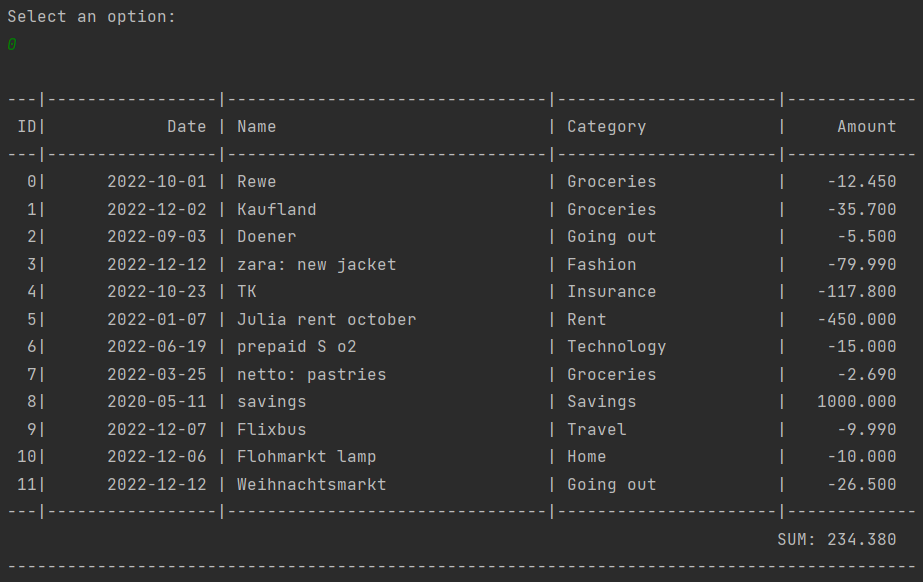 Select an option:
0
---|-----------------|--------------------------------|----------------------|-------------
 ID|            Date | Name                           | Category             |     Amount
---|-----------------|--------------------------------|----------------------|-------------
  0|      2022-10-01 | Rewe                           | Groceries            |    -12.450
  1|      2022-12-02 | Kaufland                       | Groceries            |    -35.700
  2|      2022-09-03 | Doener                         | Going out            |     -5.500
  3|      2022-12-12 | zara: new jacket               | Fashion              |    -79.990
  4|      2022-10-23 | TK                             | Insurance            |   -117.800
  5|      2022-01-07 | Julia rent october             | Rent                 |   -450.000
  6|      2022-06-19 | prepaid S o2                   | Technology           |    -15.000
  7|      2022-03-25 | netto: pastries                | Groceries            |     -2.690
  8|      2020-05-11 | savings                        | Savings              |   1000.000
  9|      2022-12-07 | Flixbus                        | Travel               |     -9.990
 10|      2022-12-06 | Flohmarkt lamp                 | Home                 |    -10.000
 11|      2022-12-12 | Weihnachtsmarkt                | Going out            |    -26.500
---|-----------------|--------------------------------|----------------------|-------------
                                                                             SUM: 234.380
-------------------------------------------------------------------------------------------